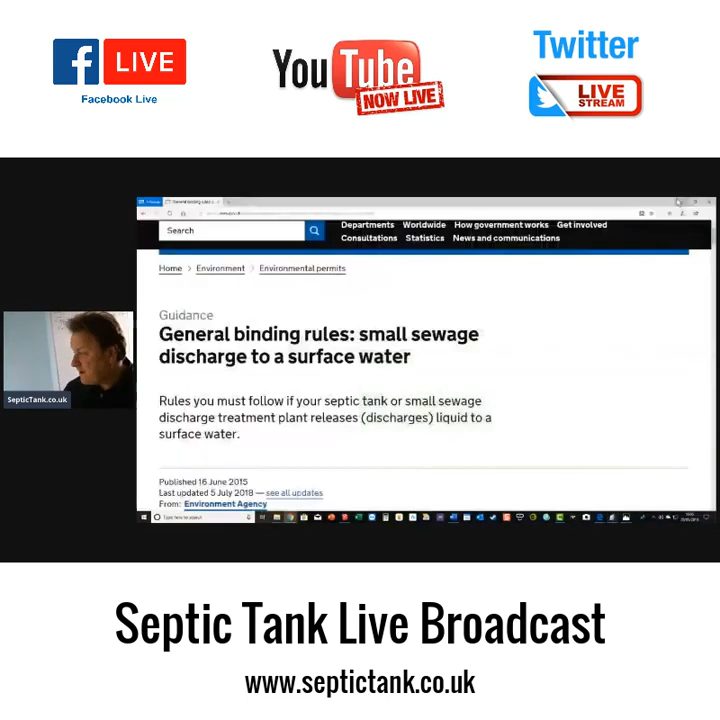 f LIVE
Facebook Live
YouTube
NOW LIVE
Twitter
LIVE
STREAM
Search
Departments Worldwide How government works Get involved
Consultations Statistics News and communications
Home > Environment > Environmental permits
Guidance
General binding rules: small sewage
discharge to a surface water
Rules you must follow if your septic tank or small sewage
discharge treatment plant releases (discharges) liquid to a
surface water.
Published 16 June 2015
Last updated 5 July 2018 — see all updates
From: Environment Agency
Type here to search
SepticTank.co.uk
Septic Tank Live Broadcast
www.septictank.co.uk